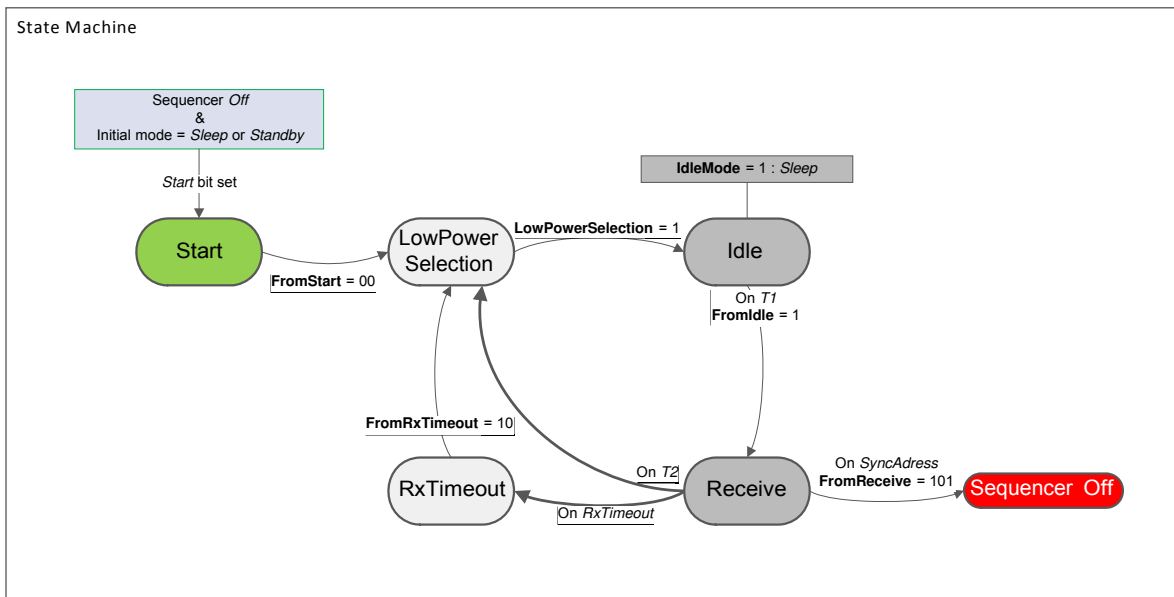 State Machine
Sequencer Off
&
Initial mode = Sleep or Standby
IdleMode = 1 : Sleep
Start bit set
Start
FromStart = 00
LowPower
Selection
LowPowerSelection = 1
Idle
On T1
FromIdle = 1
FromRxTimeout = 10
On T2
RxTimeout
On RxTimeout
Receive
On SyncAdress
FromReceive = 101
Sequencer Off